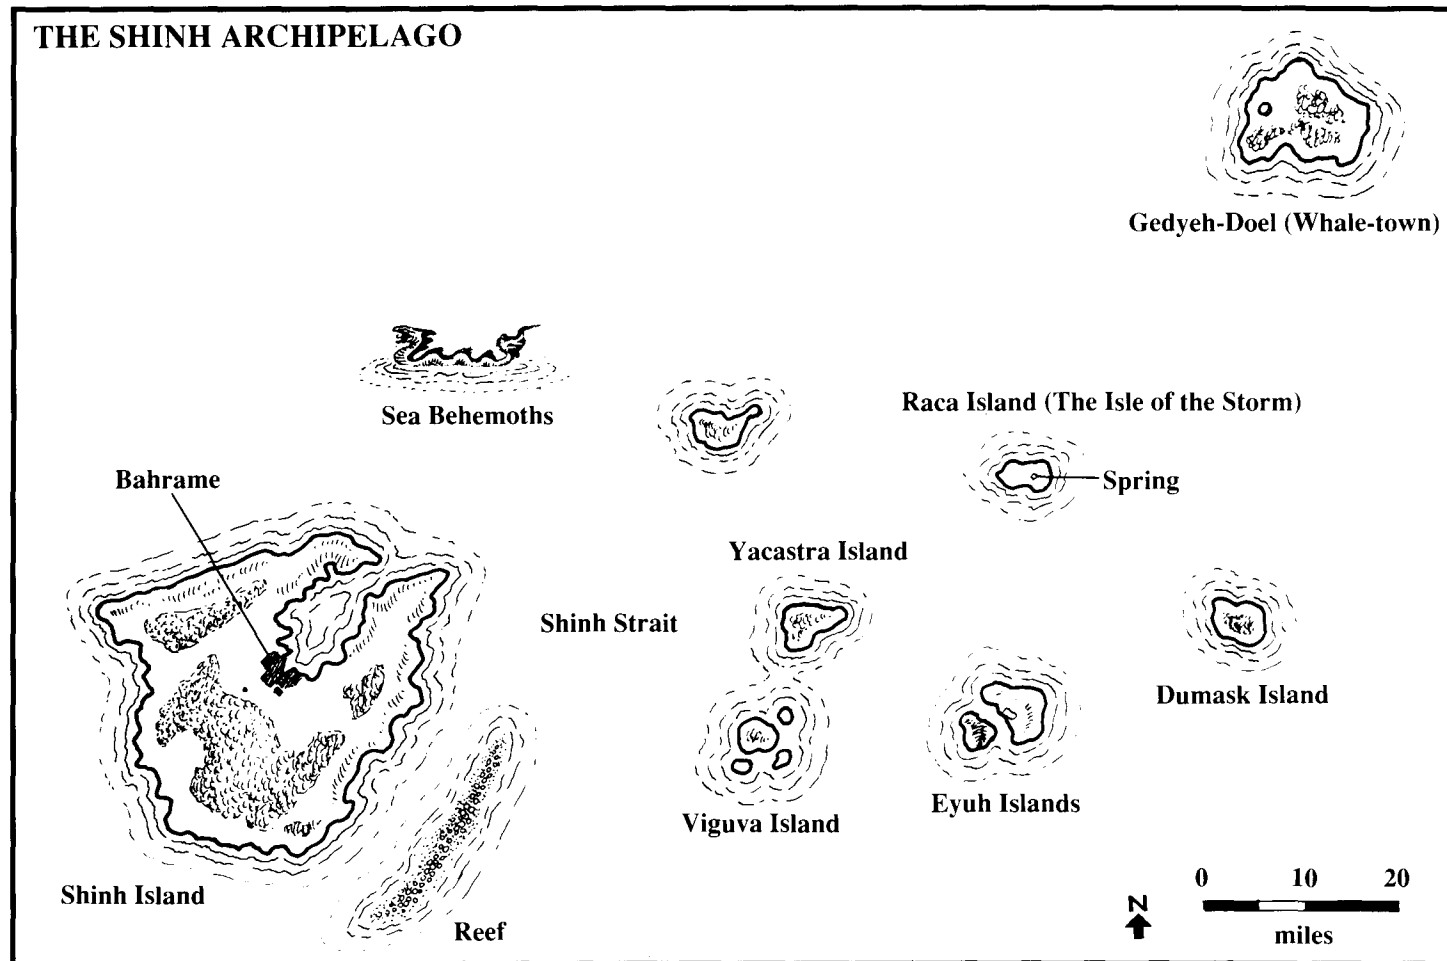 THE SHINH ARCHIPELAGO
Gedyeh-Doel (Whale-town)
Sea Behemoths
Raca Island (The Isle of the Storm)
Bahrame
Spring
Yacastra Island
Shinh Strait
Dumask Island
Viguva Island
Eyuh Islands
Shinh Island
Reef
0 10 20
miles
N